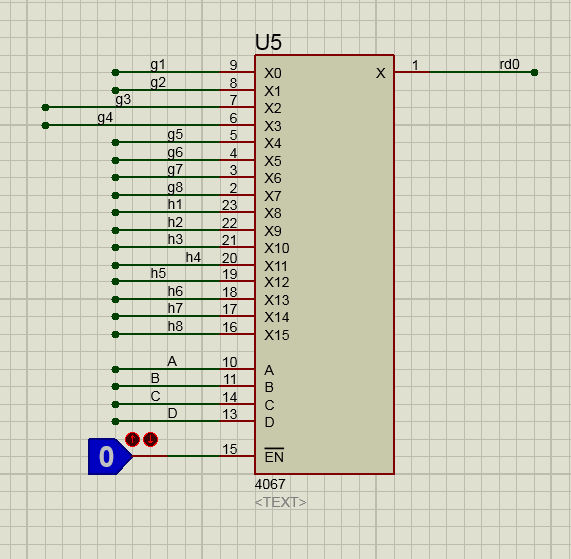 U5
g1 9 X0 X 1 rd0
g2 8 X1
g3 7 X2
g4 6 X3
g5 5 X4
g6 4 X5
g7 3 X6
g8 2 X7
h1 23 X8
h2 22 X9
h3 21 X10
h4 20 X11
h5 19 X12
h6 18 X13
h7 17 X14
h8 16 X15
A 10 A
B 11 B
C 14 C
D 13 D
0 15 EN
4067
<TEXT>